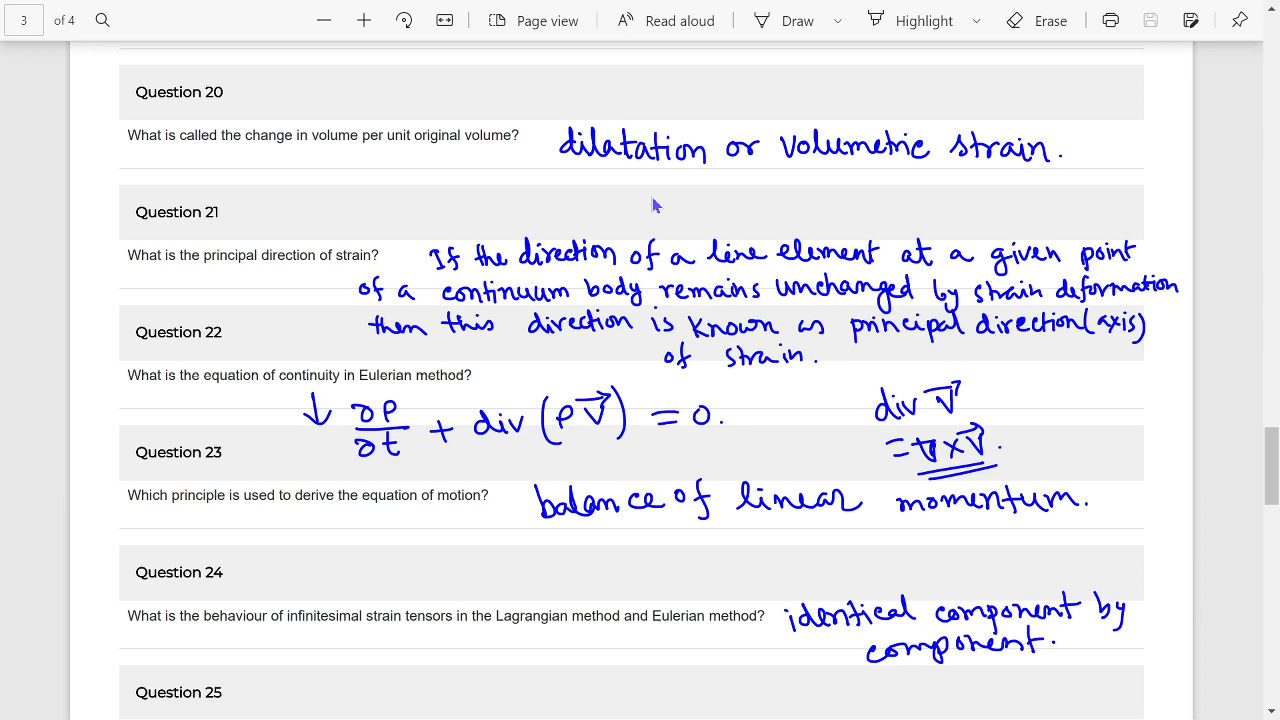 3 of 4 Page view Read aloud Draw Highlight Erase
Question 20
What is called the change in volume per unit original volume? dilatation or volumetric strain.
Question 21
What is the principal direction of strain? If the direction of a line element at a given point
of a continuum body remains unchanged by strain deformation
Question 22 then this direction is known as principal direction (axis)
of strain.
What is the equation of continuity in Eulerian method?
↓ ∂ρ/∂t + div (ρv⃗) = 0. div v⃗
= ∇×v⃗.
Question 23
Which principle is used to derive the equation of motion? balance of linear momentum.
Question 24
What is the behaviour of infinitesimal strain tensors in the Lagrangian method and Eulerian method? identical component by
component.
Question 25